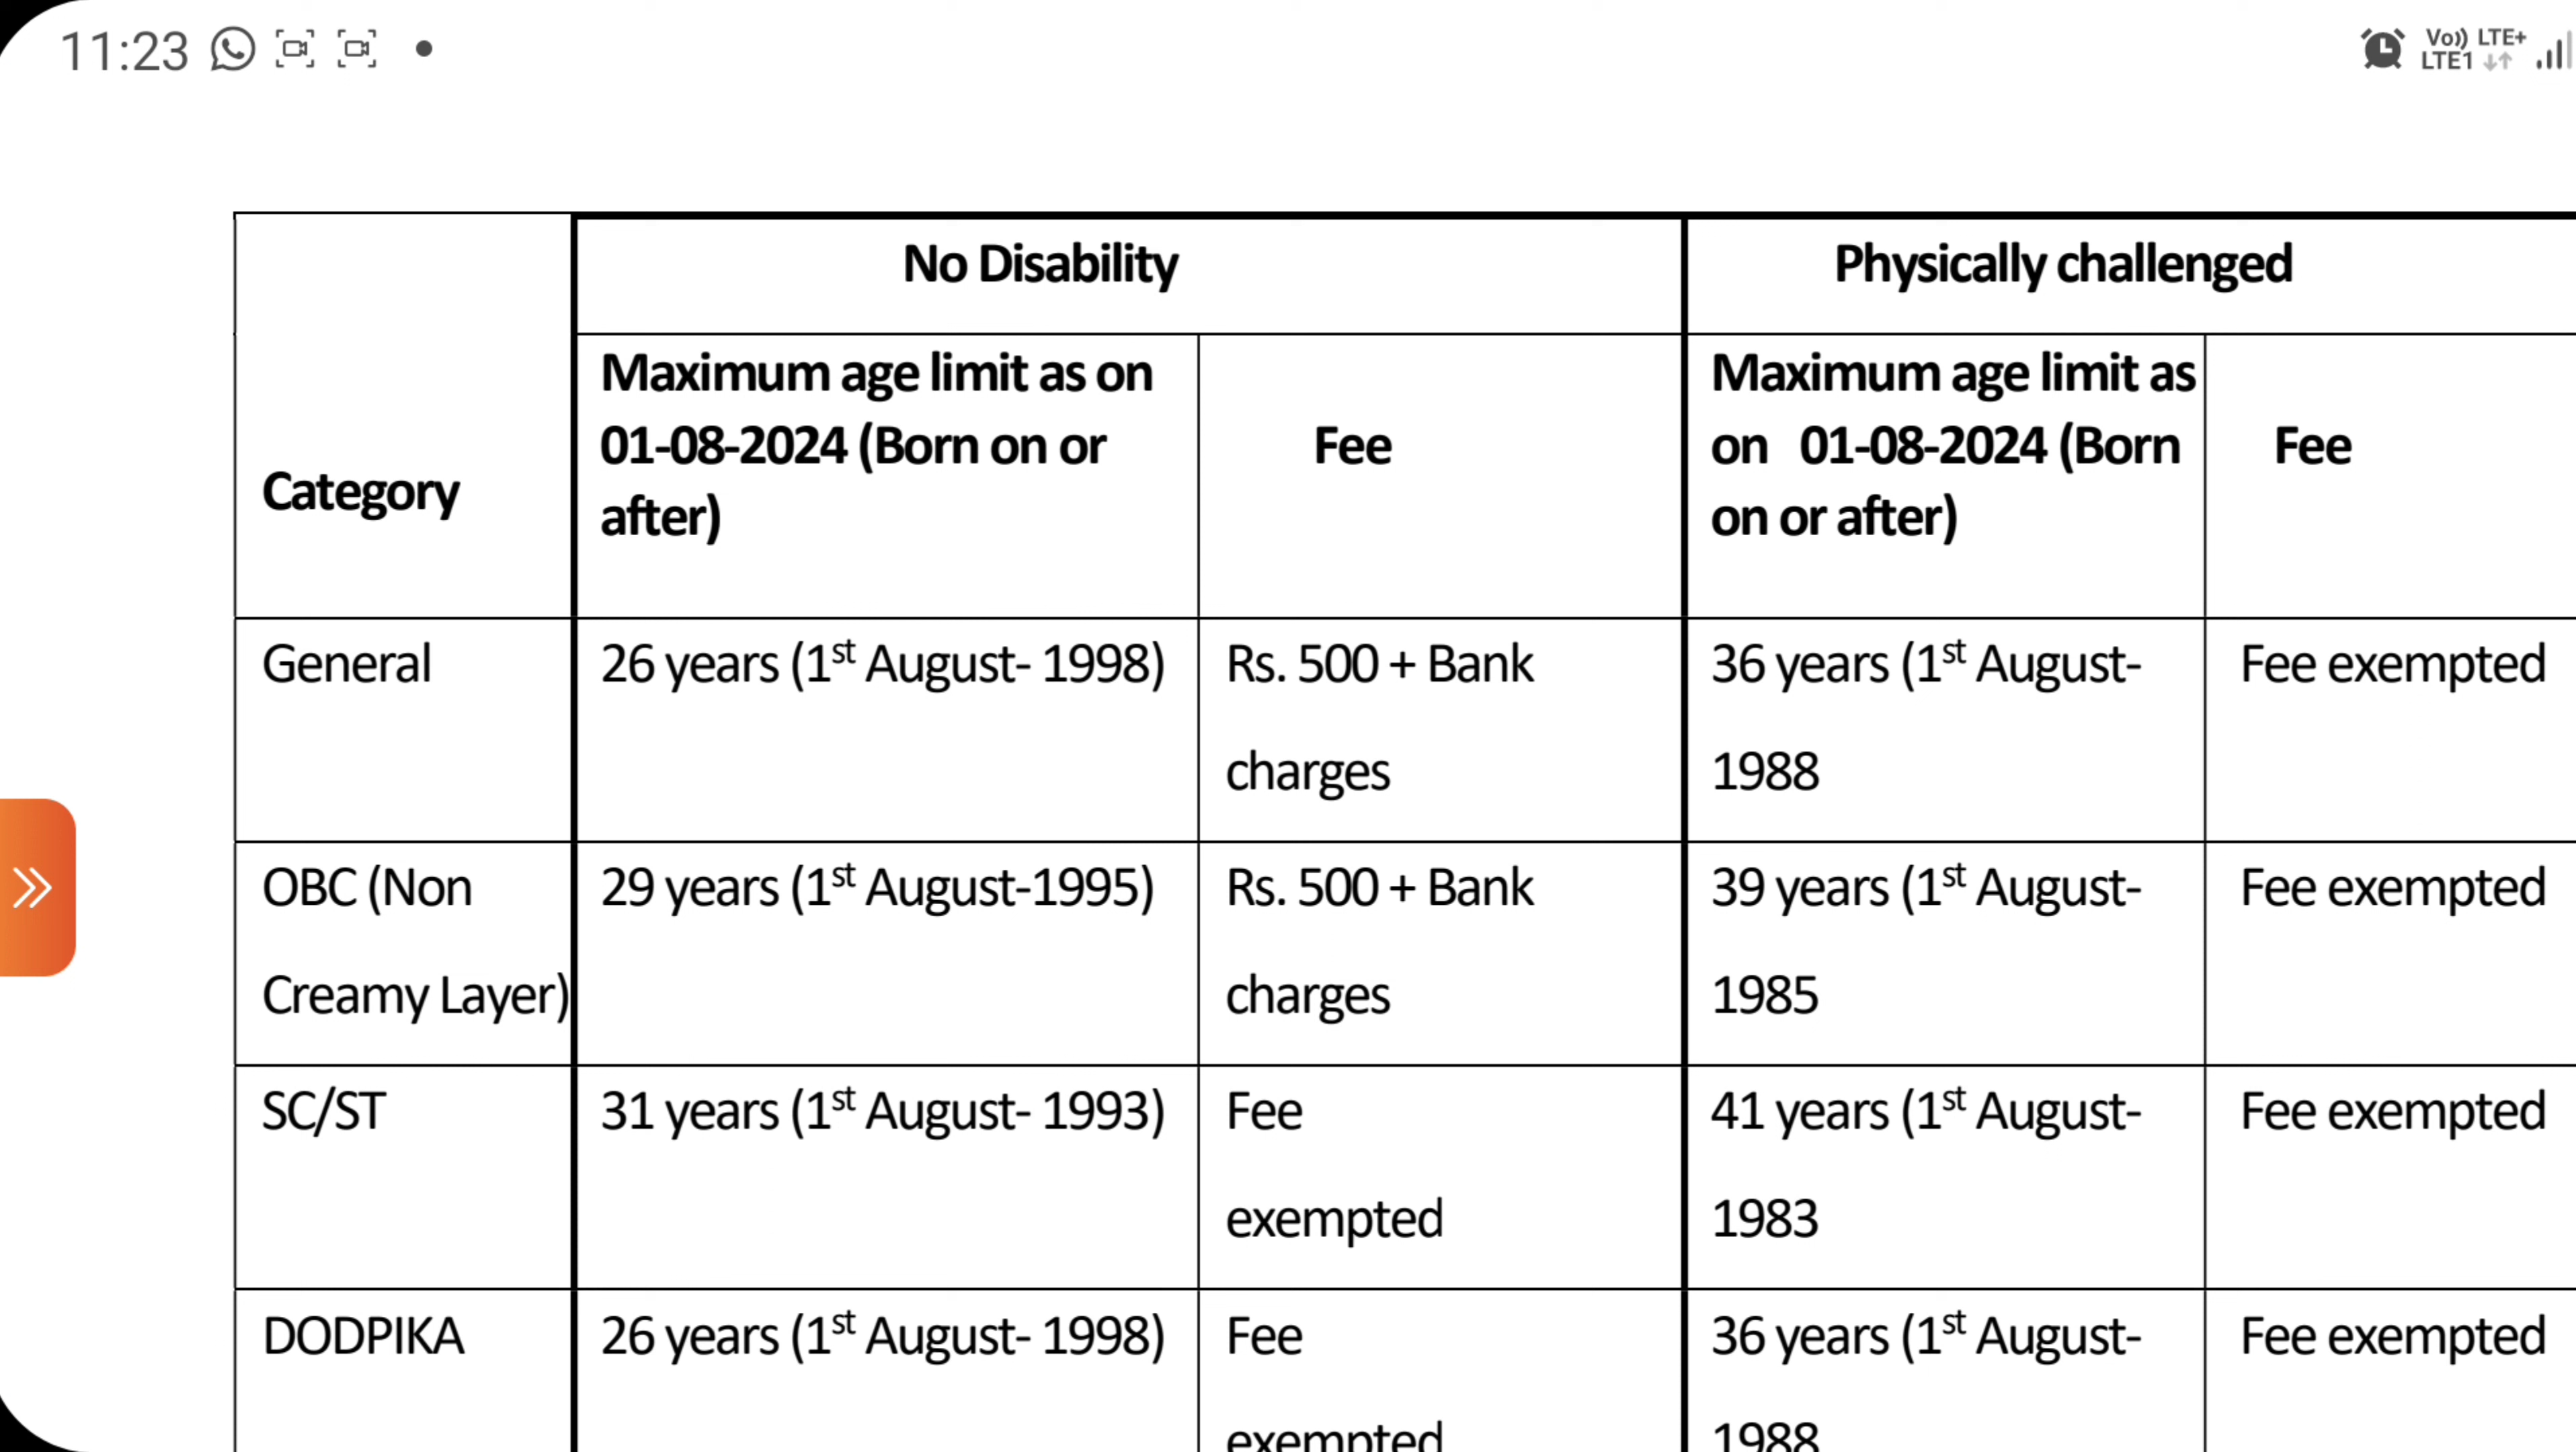 11:23
Vo)) LTE+
LTE1
No Disability
Physically challenged
Category
Maximum age limit as on
01-08-2024 (Born on or
after)
Fee
Maximum age limit as
on 01-08-2024 (Born
on or after)
Fee
General
26 years (1st August- 1998)
Rs. 500 + Bank
charges
36 years (1st August-
1988
Fee exempted
OBC (Non
Creamy Layer)
29 years (1st August-1995)
Rs. 500 + Bank
charges
39 years (1st August-
1985
Fee exempted
SC/ST
31 years (1st August- 1993)
Fee
exempted
41 years (1st August-
1983
Fee exempted
DODPIKA
26 years (1st August- 1998)
Fee
exempted
36 years (1st August-
1988
Fee exempted